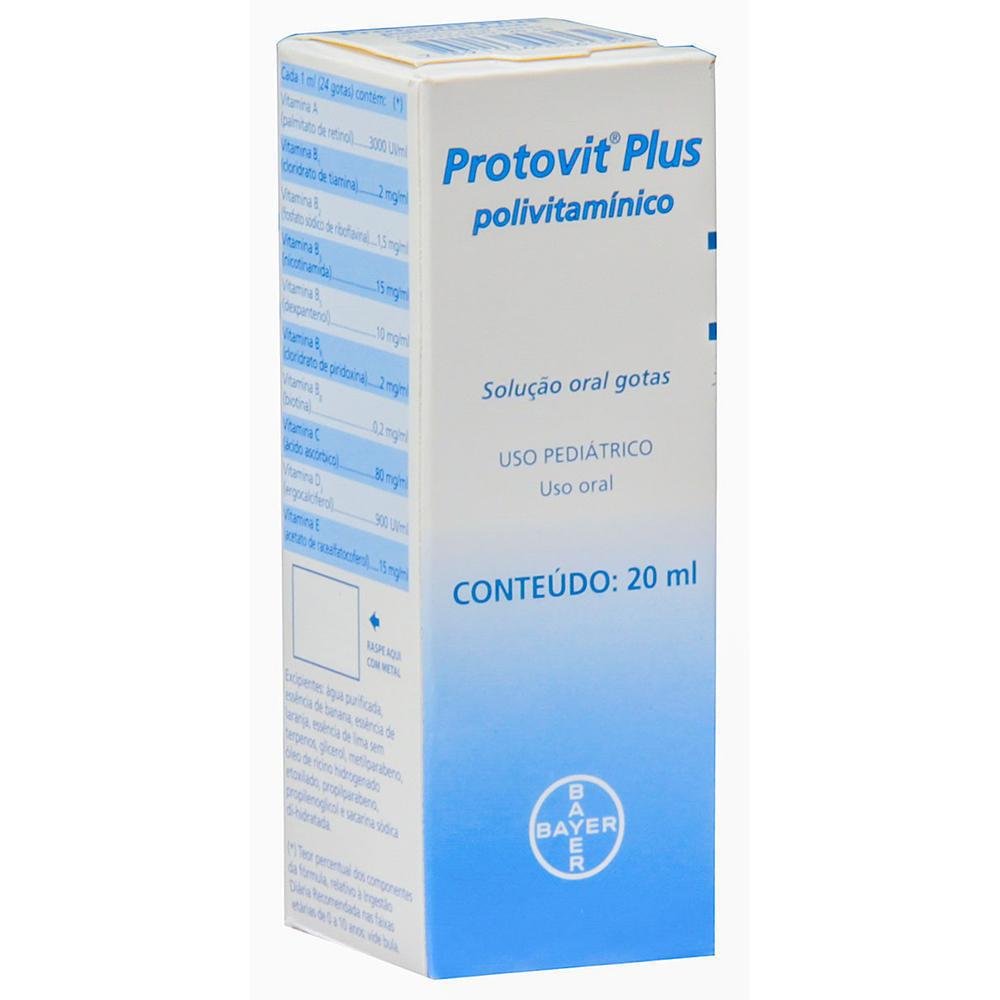 Protovit® Plus
polivitamínico
Solução oral gotas
USO PEDIÁTRICO
Uso oral
CONTEÚDO: 20 ml
BAYER
BAYER
Cada 1 ml (24 gotas) contém: (*)
Vitamina A
(palmitato de retinol).....3000 UI/ml
Vitamina B1
(cloridrato de tiamina).....2 mg/ml
Vitamina B2
(fosfato sódico de riboflavina)....1,5 mg/ml
Vitamina B
(nicotinamida).....15 mg/ml
Vitamina B
(dexpantenol).....10 mg/ml
Vitamina B
(cloridrato de piridoxina).....2 mg/ml
Vitamina B8
(biotina).....0,2 mg/ml
Vitamina C
(ácido ascórbico).....80 mg/ml
Vitamina D
(ergocalciferol).....900 UI/ml
Vitamina E
(acetato de racealfatocoferol).....15 mg/ml
RASPE AQUI
COM METAL
Excipientes: água purificada,
essência de banana, essência de
laranja, essência de lima sem
terpenos, glicerol, metilparabeno,
óleo de rícino hidrogenado
etoxilado, propilparabeno,
propilenoglicol e sacarina sódica
di-hidratada.
(*) Teor percentual dos componentes
da fórmula, relativo à Ingestão
Diária Recomendada nas faixas
etárias de 0 a 10 anos: vide bula.